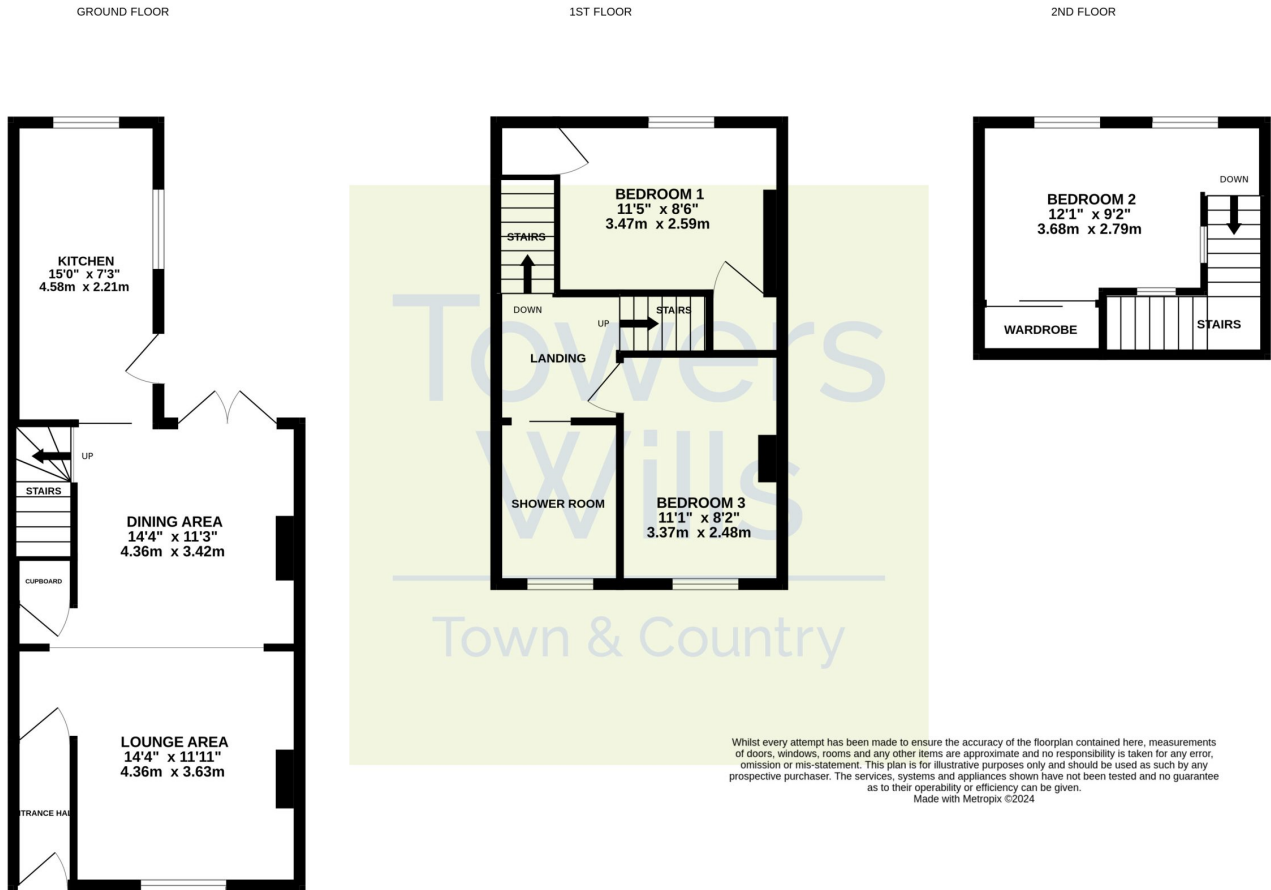 GROUND FLOOR
1ST FLOOR
2ND FLOOR
KITCHEN
15'0" x 7'3"
4.58m x 2.21m
UP
STAIRS
DINING AREA
14'4" x 11'3"
4.36m x 3.42m
CUPBOARD
LOUNGE AREA
14'4" x 11'11"
4.36m x 3.63m
NTRANCE HAL
BEDROOM 1
11'5" x 8'6"
3.47m x 2.59m
STAIRS
DOWN
UP
STAIRS
LANDING
SHOWER ROOM
BEDROOM 3
11'1" x 8'2"
3.37m x 2.48m
Towers
Wills
Town & Country
BEDROOM 2
12'1" x 9'2"
3.68m x 2.79m
DOWN
WARDROBE
STAIRS
Whilst every attempt has been made to ensure the accuracy of the floorplan contained here, measurements
of doors, windows, rooms and any other items are approximate and no responsibility is taken for any error,
omission or mis-statement. This plan is for illustrative purposes only and should be used as such by any
prospective purchaser. The services, systems and appliances shown have not been tested and no guarantee
as to their operability or efficiency can be given.
Made with Metropix ©2024